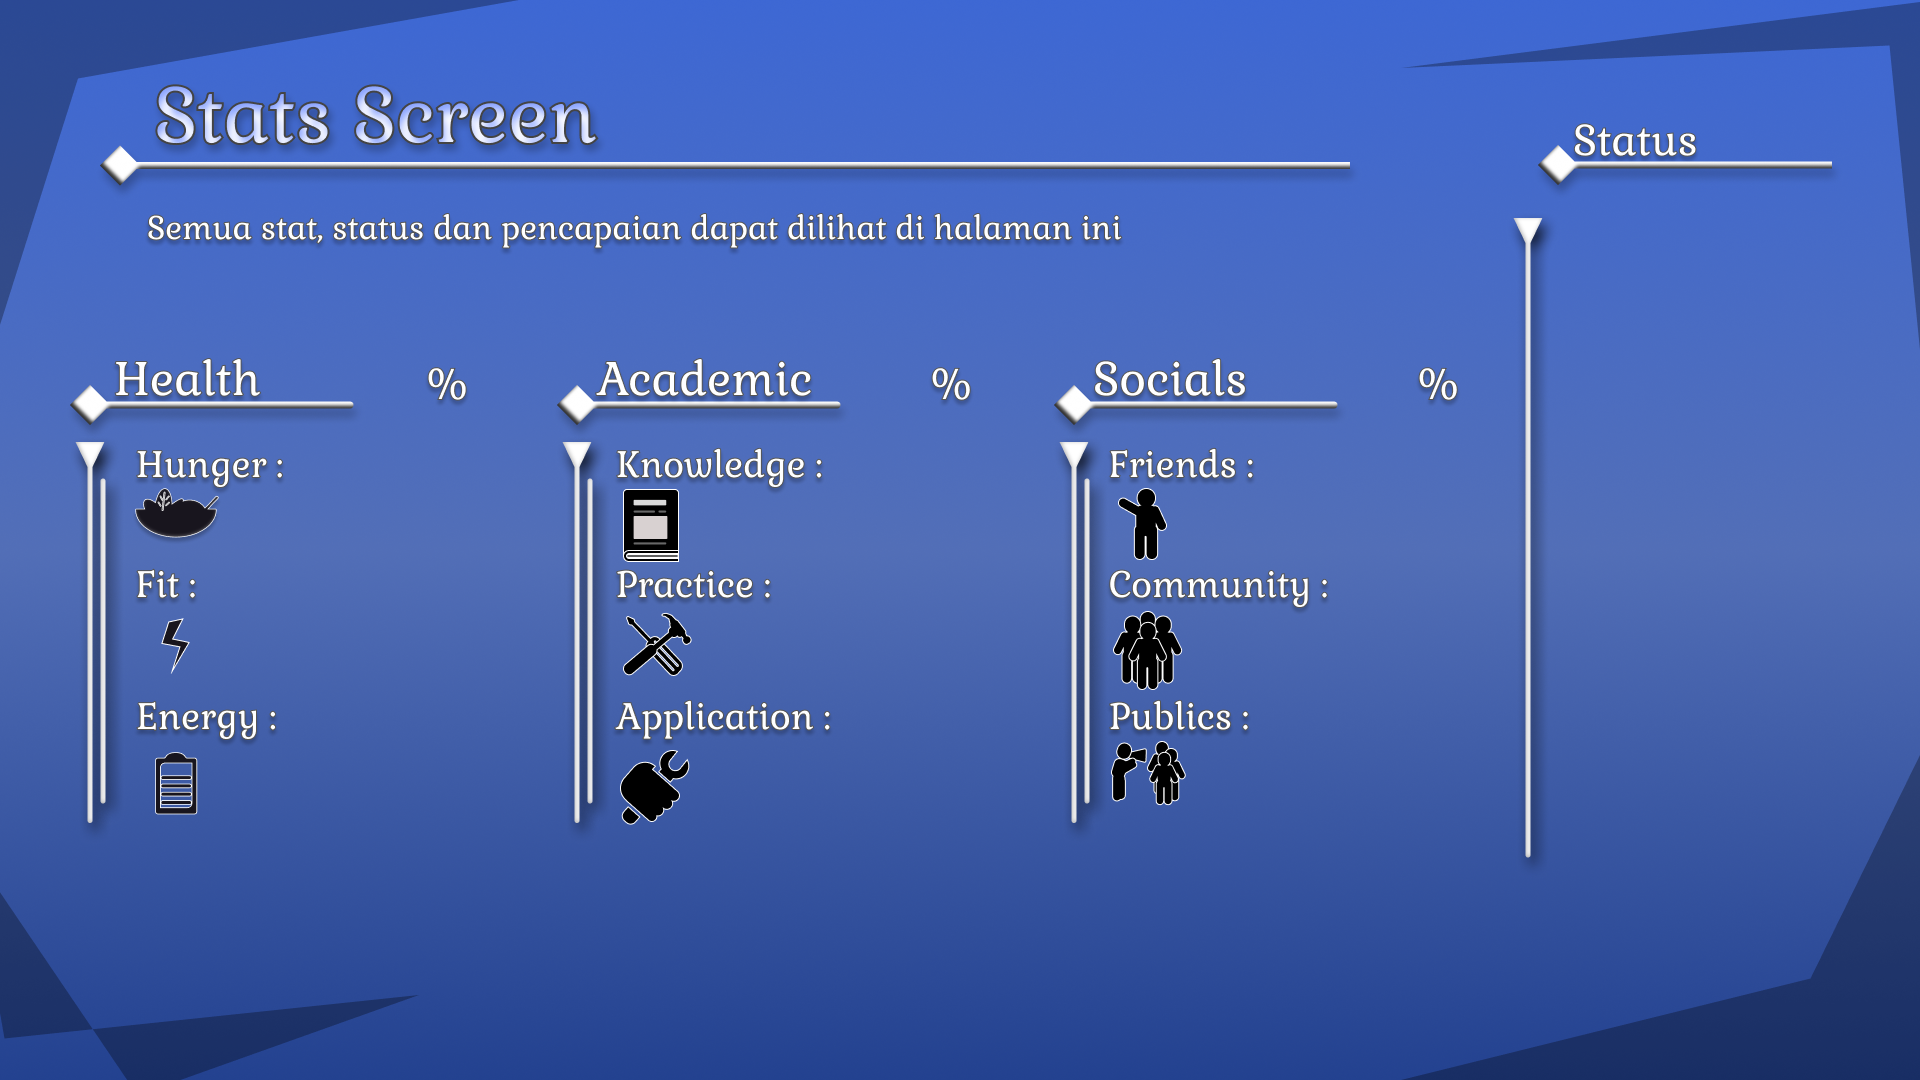 Stats Screen
Status
Semua stat, status dan pencapaian dapat dilihat di halaman ini
Health %
Hunger :
Fit :
Energy :
Academic %
Knowledge :
Practice :
Application :
Socials %
Friends :
Community :
Publics :